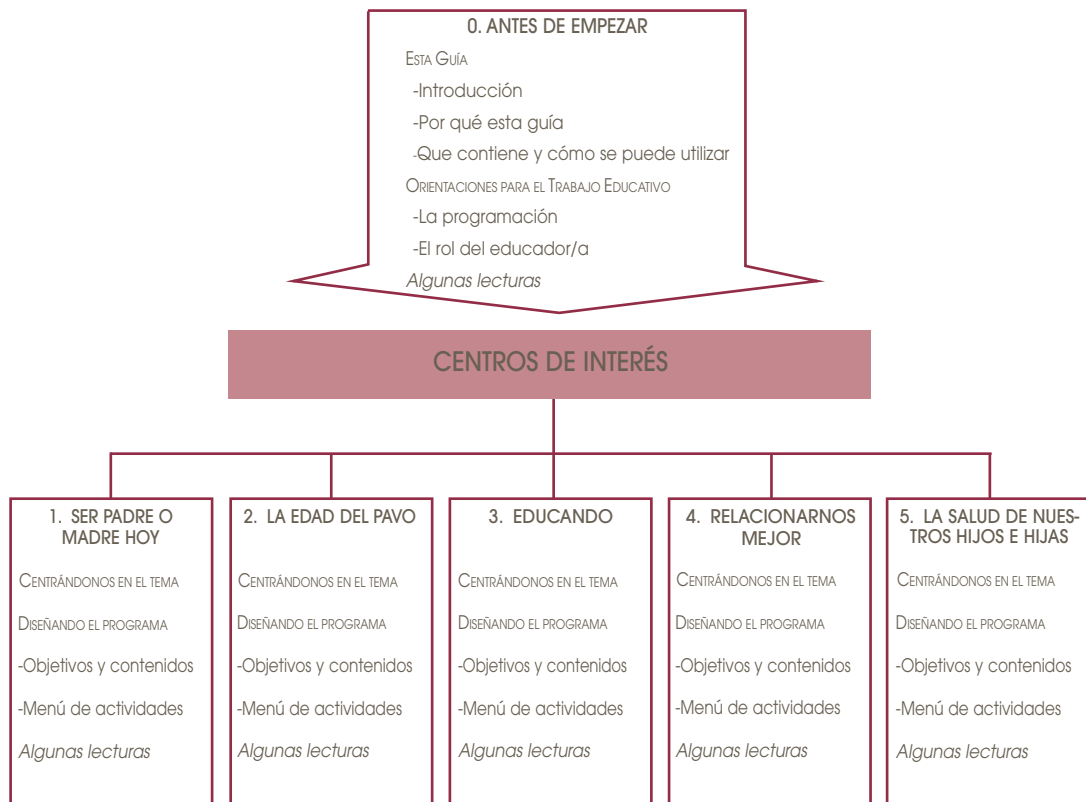 0. ANTES DE EMPEZAR
ESTA GUÍA
-Introducción
-Por qué esta guía
-Que contiene y cómo se puede utilizar
ORIENTACIONES PARA EL TRABAJO EDUCATIVO
-La programación
-El rol del educador/a
Algunas lecturas
CENTROS DE INTERÉS
1. SER PADRE O
MADRE HOY
CENTRÁNDONOS EN EL TEMA
DISEÑANDO EL PROGRAMA
-Objetivos y contenidos
-Menú de actividades
Algunas lecturas
2. LA EDAD DEL PAVO
CENTRÁNDONOS EN EL TEMA
DISEÑANDO EL PROGRAMA
-Objetivos y contenidos
-Menú de actividades
Algunas lecturas
3. EDUCANDO
CENTRÁNDONOS EN EL TEMA
DISEÑANDO EL PROGRAMA
-Objetivos y contenidos
-Menú de actividades
Algunas lecturas
4. RELACIONARNOS
MEJOR
CENTRÁNDONOS EN EL TEMA
DISEÑANDO EL PROGRAMA
-Objetivos y contenidos
-Menú de actividades
Algunas lecturas
5. LA SALUD DE NUES-
TROS HIJOS E HIJAS
CENTRÁNDONOS EN EL TEMA
DISEÑANDO EL PROGRAMA
-Objetivos y contenidos
-Menú de actividades
Algunas lecturas